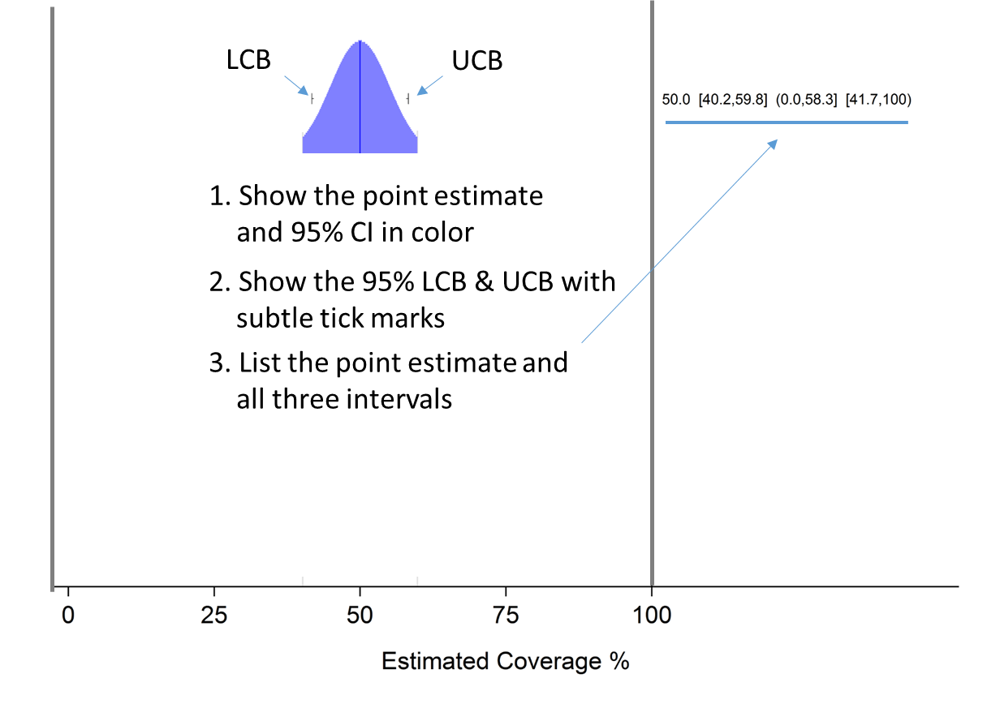 LCB
UCB
50.0 [40.2,59.8] (0.0,58.3] [41.7,100)
1. Show the point estimate
and 95% CI in color
2. Show the 95% LCB & UCB with
subtle tick marks
3. List the point estimate and
all three intervals
0 25 50 75 100
Estimated Coverage %